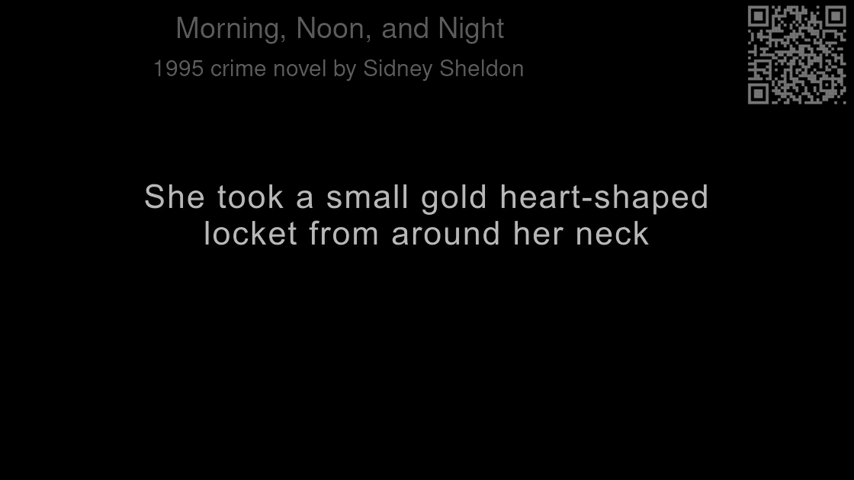 Morning, Noon, and Night
1995 crime novel by Sidney Sheldon
She took a small gold heart-shaped
locket from around her neck